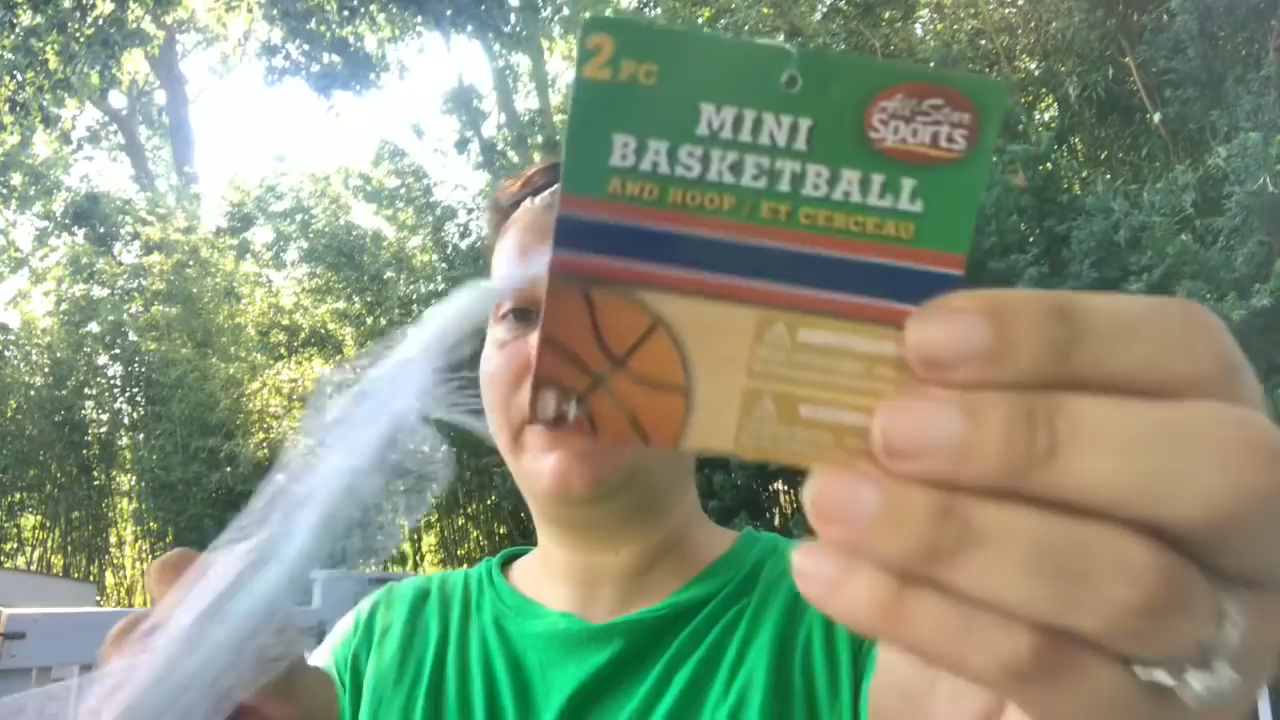 2 PC
All-Star
Sports
MINI
BASKETBALL
AND HOOP / ET CERCEAU